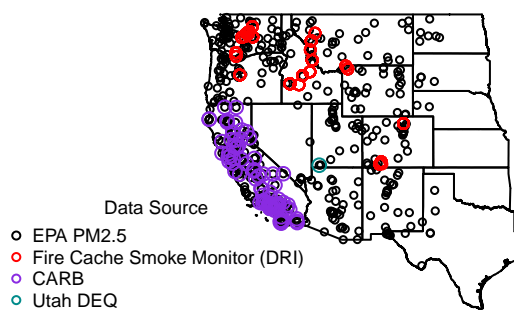 Data Source
EPA PM2.5
Fire Cache Smoke Monitor (DRI)
CARB
Utah DEQ